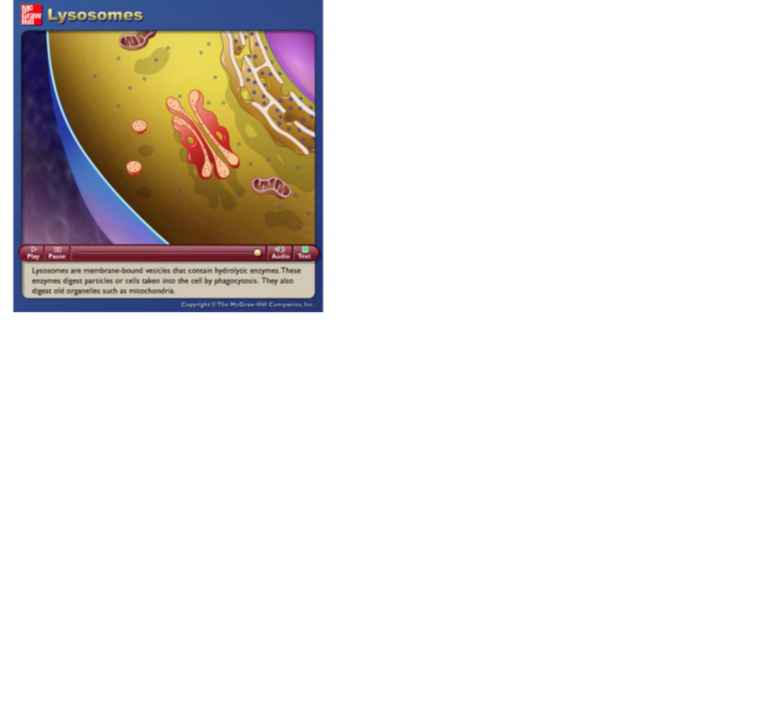 Mc
Graw
Hill
Lysosomes
Play
Pause
Audio
Text
Lysosomes are membrane-bound vesicles that contain hydrolytic enzymes.These
enzymes digest particles or cells taken into the cell by phagocytosis. They also
digest old organelles such as mitochondria.
Copyright © The McGraw-Hill Companies, Inc.